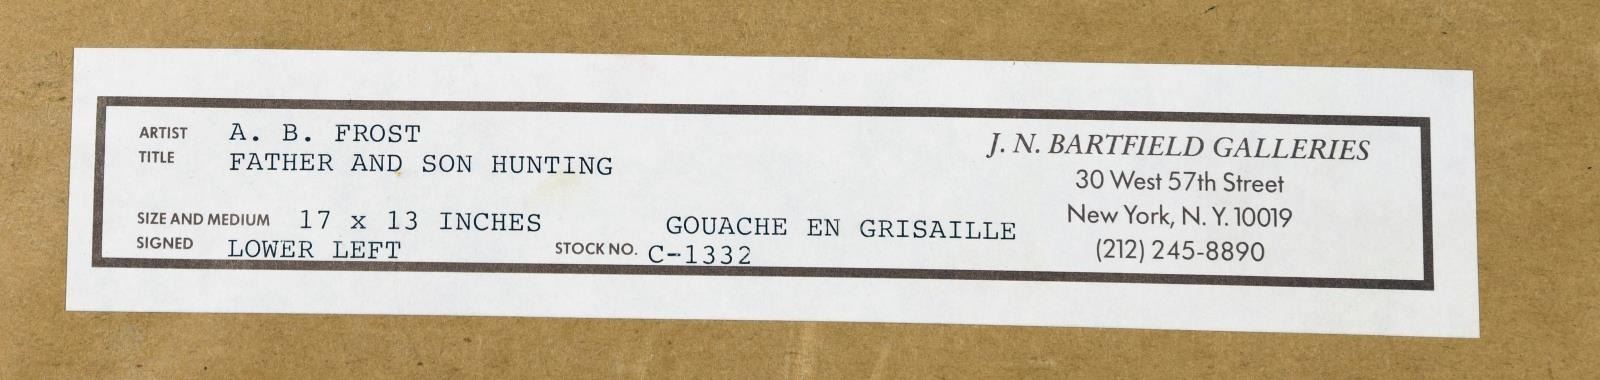 ARTIST A. B. FROST
TITLE FATHER AND SON HUNTING
SIZE AND MEDIUM 17 x 13 INCHES GOUACHE EN GRISAILLE
SIGNED LOWER LEFT STOCK NO. C-1332
J. N. BARTFIELD GALLERIES
30 West 57th Street
New York, N. Y. 10019
(212) 245-8890